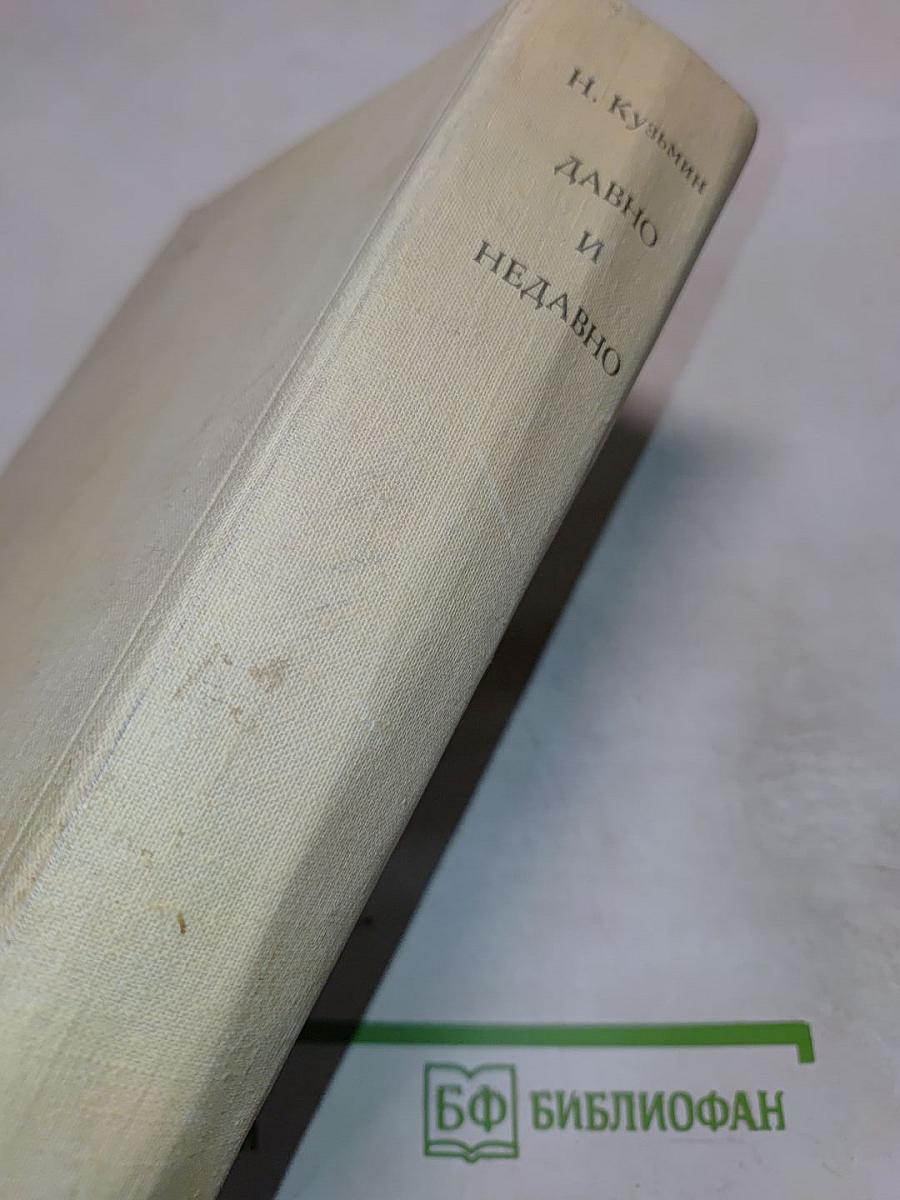 Н. Кузьмин
ДАВНО
И
НЕДАВНО
БФ БИБЛИОФАН